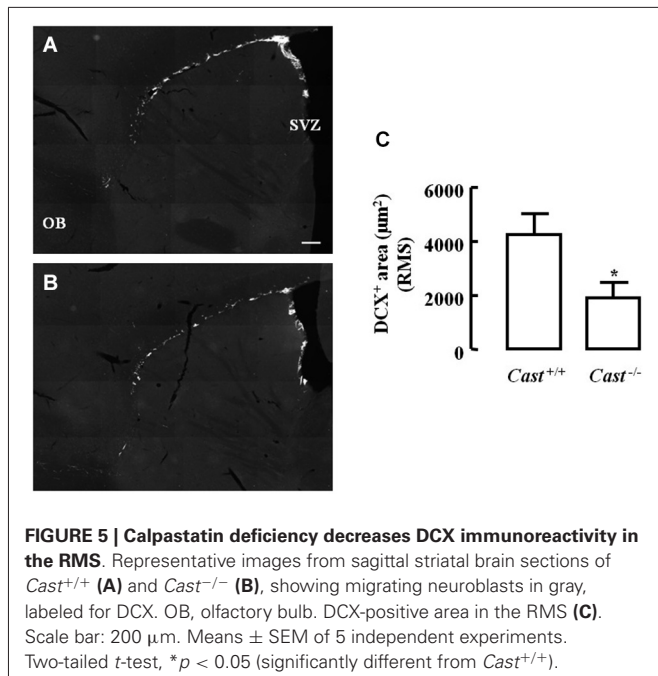 A
SVZ
OB
B
C
6000
4000
2000
0
DCX⁺ area (µm²)
(RMS)
*
Cast⁺/⁺
Cast⁻/⁻
FIGURE 5 | Calpastatin deficiency decreases DCX immunoreactivity in
the RMS. Representative images from sagittal striatal brain sections of
Cast⁺/⁺ (A) and Cast⁻/⁻ (B), showing migrating neuroblasts in gray,
labeled for DCX. OB, olfactory bulb. DCX-positive area in the RMS (C).
Scale bar: 200 µm. Means ± SEM of 5 independent experiments.
Two-tailed t-test, *p < 0.05 (significantly different from Cast⁺/⁺).